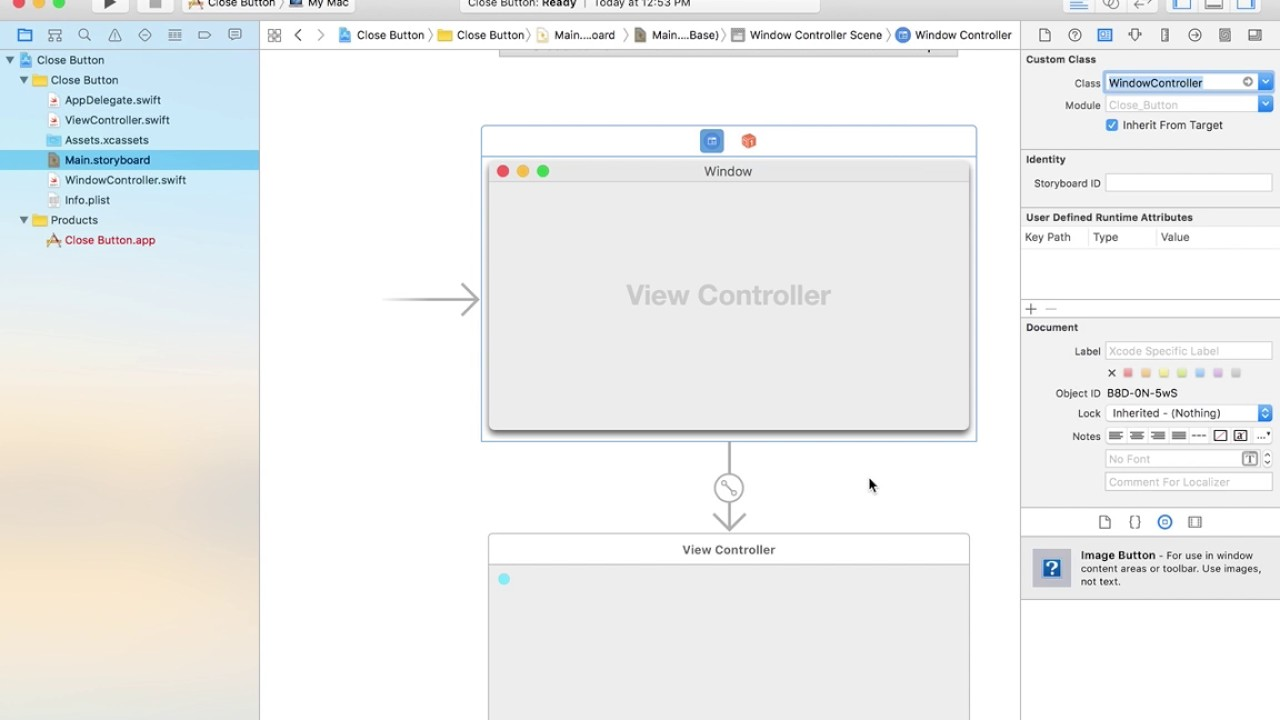 Close Button
My Mac
Close Button: Ready | Today at 12:53 PM
Close Button
Close Button
Main....oard
Main....Base)
Window Controller Scene
Window Controller
Close Button
Close Button
AppDelegate.swift
ViewController.swift
Assets.xcassets
Main.storyboard
WindowController.swift
Info.plist
Products
Close Button.app
Window
View Controller
View Controller
Custom Class
Class WindowController
Module Close_Button
Inherit From Target
Identity
Storyboard ID
User Defined Runtime Attributes
Key Path Type Value
Document
Label Xcode Specific Label
Object ID B8D-0N-5wS
Lock Inherited - (Nothing)
Notes
No Font
Comment For Localizer
Image Button - For use in window
content areas or toolbar. Use images,
not text.